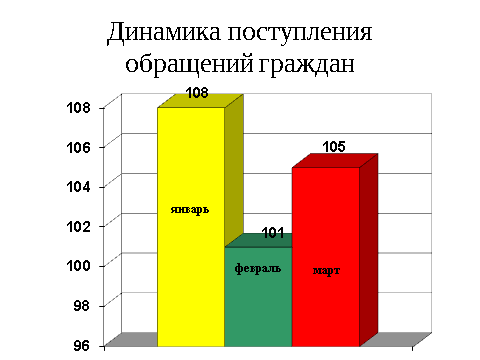 Динамика поступления
обращений граждан
108
108
106
105
104
январь
102
101
февраль
март
100
98
96